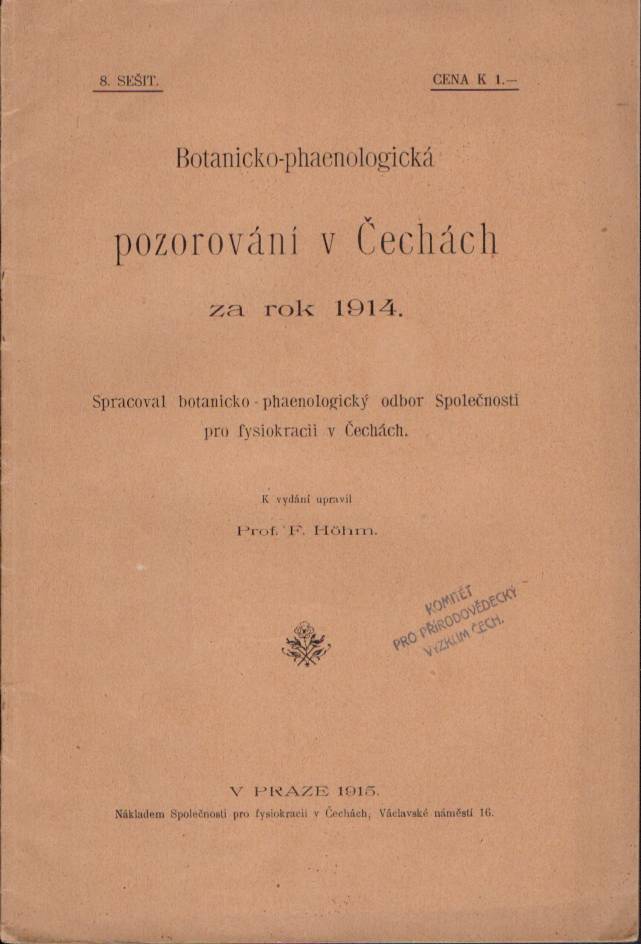 8. SEŠIT.
CENA K 1.—
Botanicko-phaenologická
pozorování v Čechách
za rok 1914.
Spracoval botanicko-phaenologický odbor Společnosti
pro fysiokracii v Čechách.
K vydání upravil
Prof. F. Höhm.
KOMITÉT
PRO PŘÍRODOVĚDECKÝ
VÝZKUM ČECH.
V PRAZE 1915.
Nákladem Společnosti pro fysiokracii v Čechách, Václavské náměstí 16.